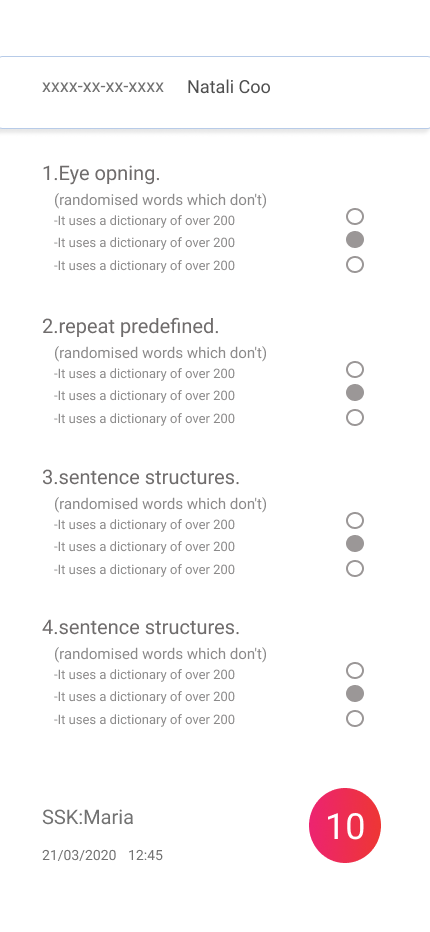 xxxx-xx-xx-xxxx Natali Coo
1.Eye opning.
(randomised words which don't)
-It uses a dictionary of over 200
-It uses a dictionary of over 200
-It uses a dictionary of over 200
2.repeat predefined.
(randomised words which don't)
-It uses a dictionary of over 200
-It uses a dictionary of over 200
-It uses a dictionary of over 200
3.sentence structures.
(randomised words which don't)
-It uses a dictionary of over 200
-It uses a dictionary of over 200
-It uses a dictionary of over 200
4.sentence structures.
(randomised words which don't)
-It uses a dictionary of over 200
-It uses a dictionary of over 200
-It uses a dictionary of over 200
SSK:Maria
10
21/03/2020 12:45